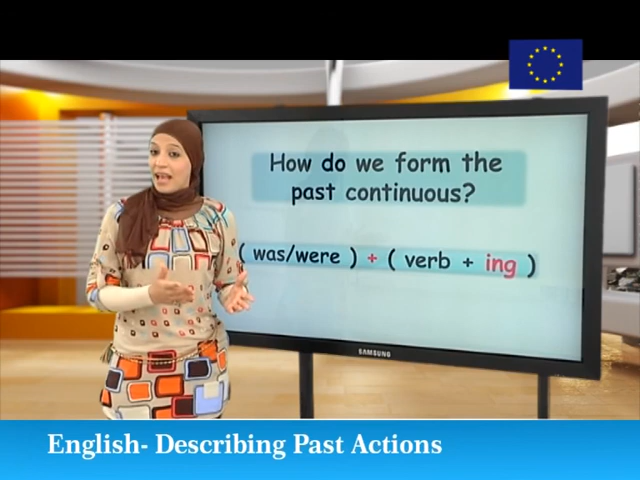 How do we form the
past continuous?
( was/were ) + ( verb + ing )
SAMSUNG
English- Describing Past Actions